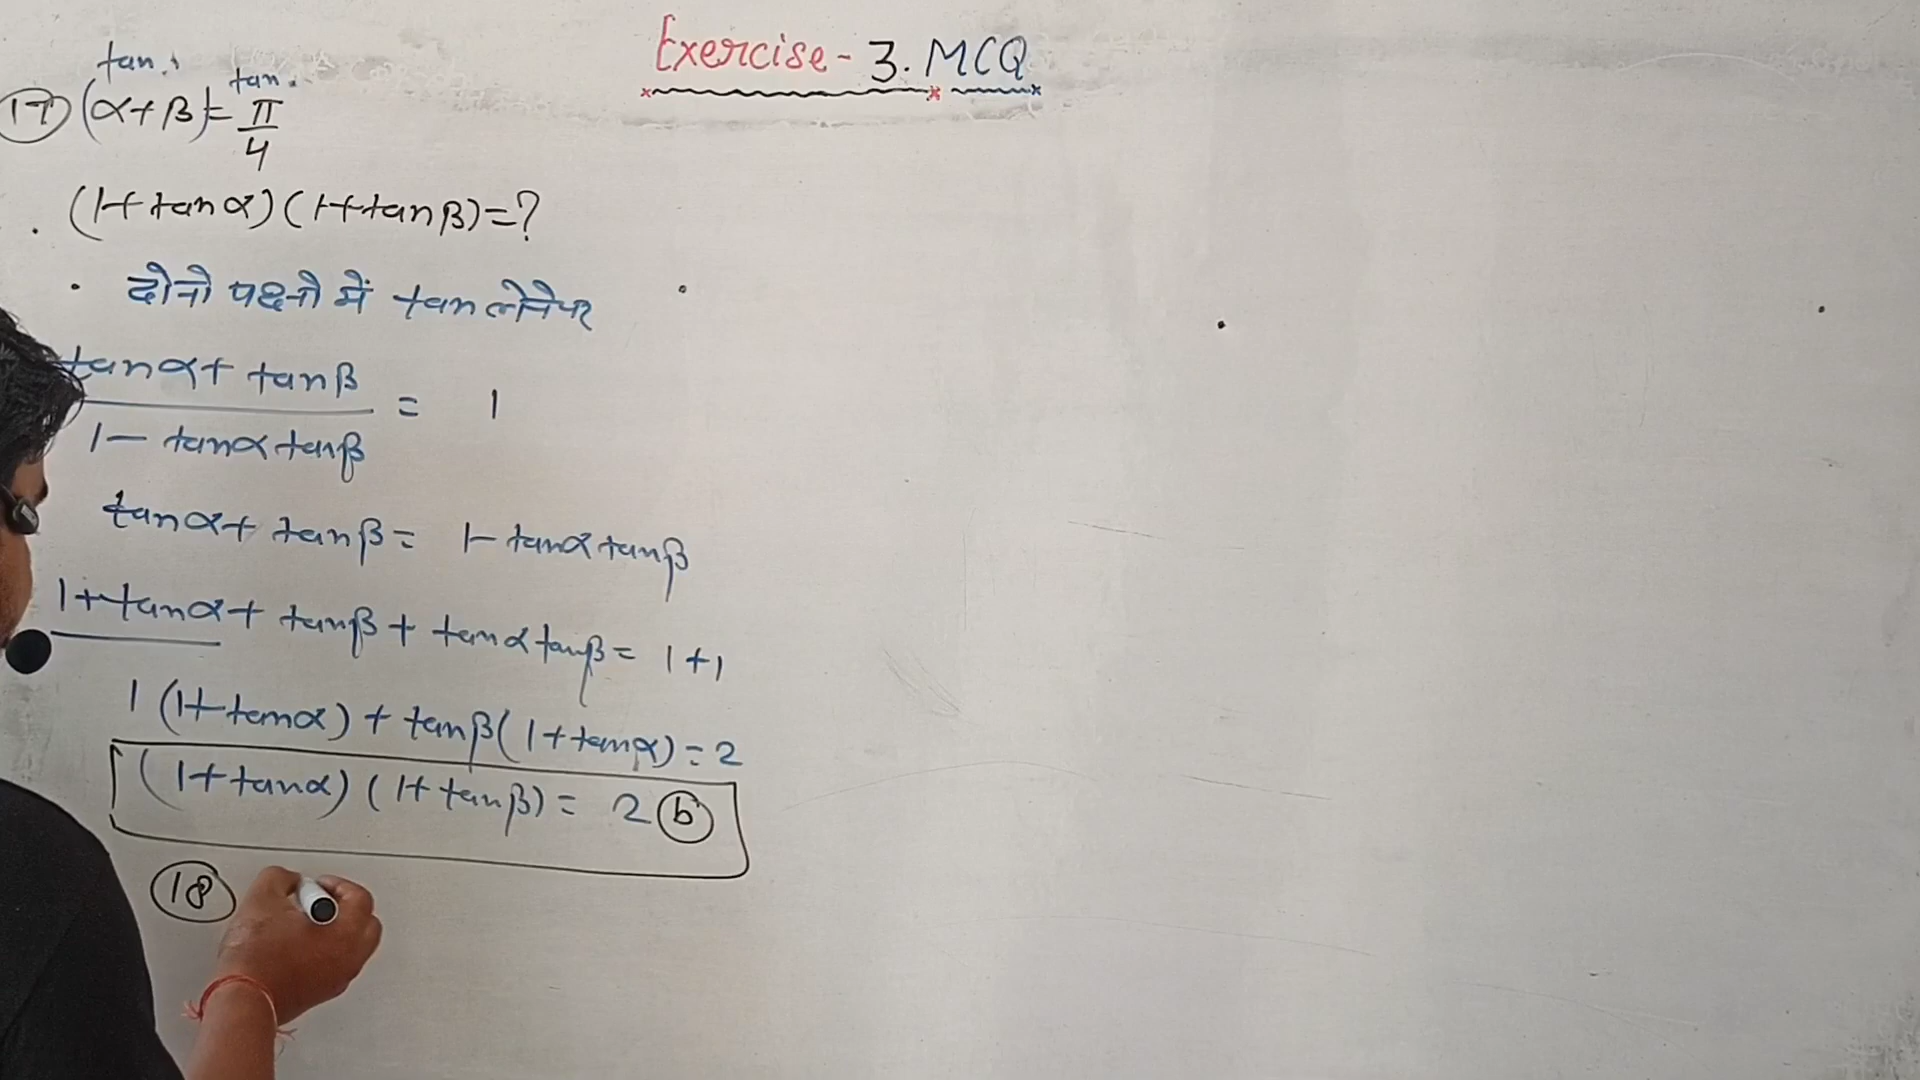 Exercise - 3. MCQ
tan. tan.
17 (α+β) = π/4
(1+tanα)(1+tanβ)=?
दोनो पक्षो में tan लेने पर
tanα+ tanβ / 1- tanα tanβ = 1
tanα+ tanβ = 1- tanα tanβ
1+tanα+ tanβ + tanα tanβ = 1+1
1 (1+tanα) + tanβ(1+tanα) = 2
(1+tanα) (1+tanβ) = 2 b
18